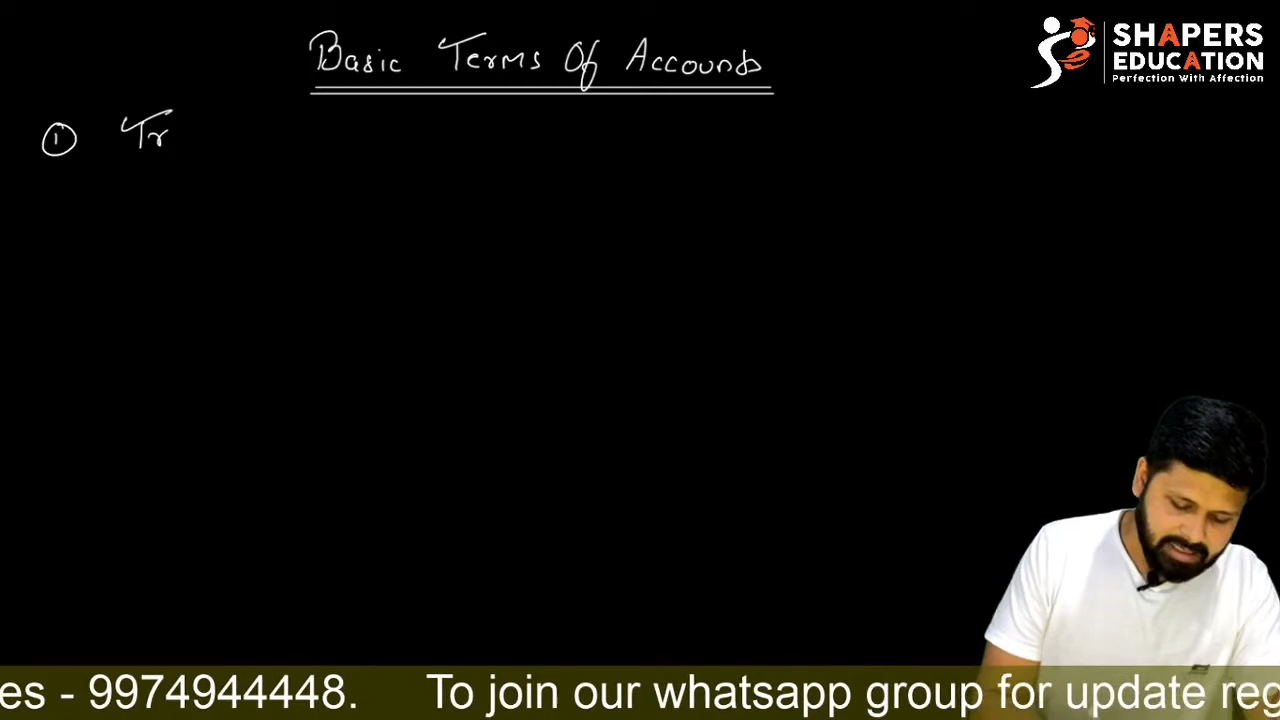 Basic Terms Of Accounts
SHAPERS
EDUCATION
Perfection With Affection
① Tr
es - 9974944448. To join our whatsapp group for update reg